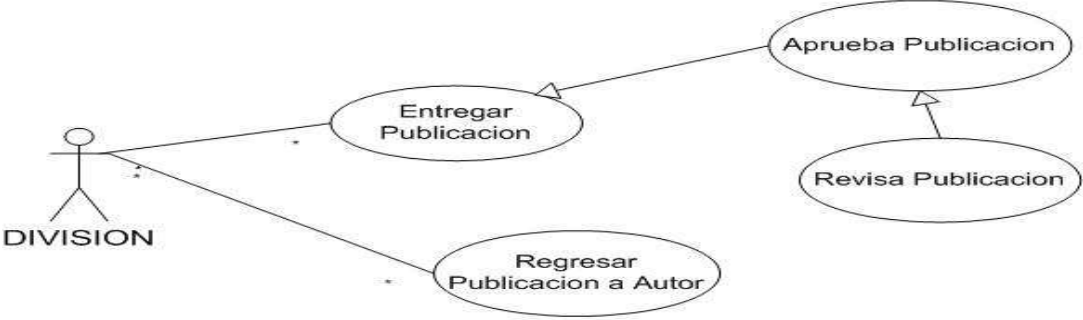 Aprueba Publicacion
Entregar
Publicacion
*
*
*
Revisa Publicacion
DIVISION
Regresar
Publicacion a Autor
*